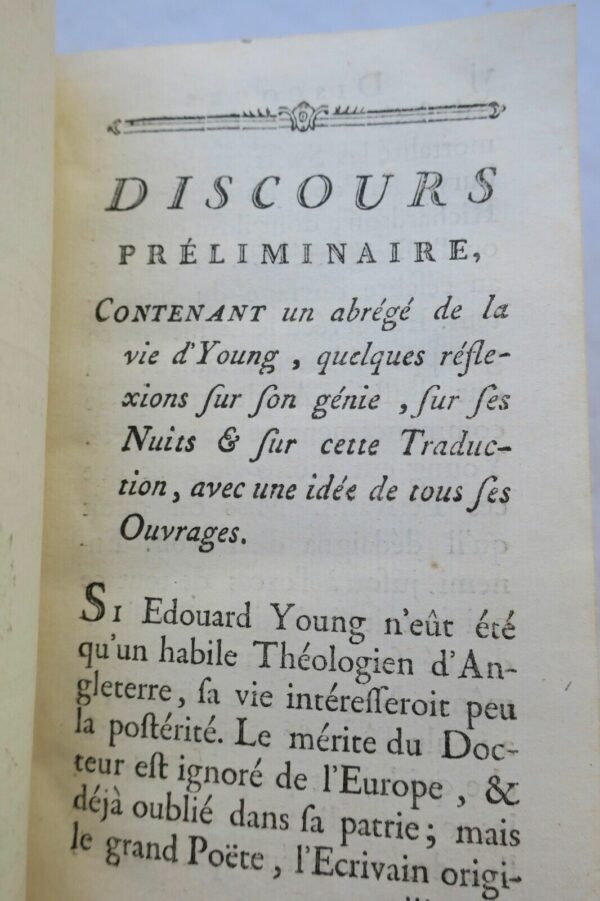 DISCOURS
PRÉLIMINAIRE,
CONTENANT un abrégé de la
vie d'Young, quelques réfle-
xions ſur ſon génie, ſur ſes
Nuits & ſur cette Traduc-
tion, avec une idée de tous ſes
Ouvrages.
SI Edouard Young n'eût été
qu'un habile Théologien d'An-
gleterre, ſa vie intéreſſeroit peu
la poſtérité. Le mérite du Doc-
teur eſt ignoré de l'Europe, &
déjà oublié dans ſa patrie; mais
le grand Poëte, l'Ecrivain origi-